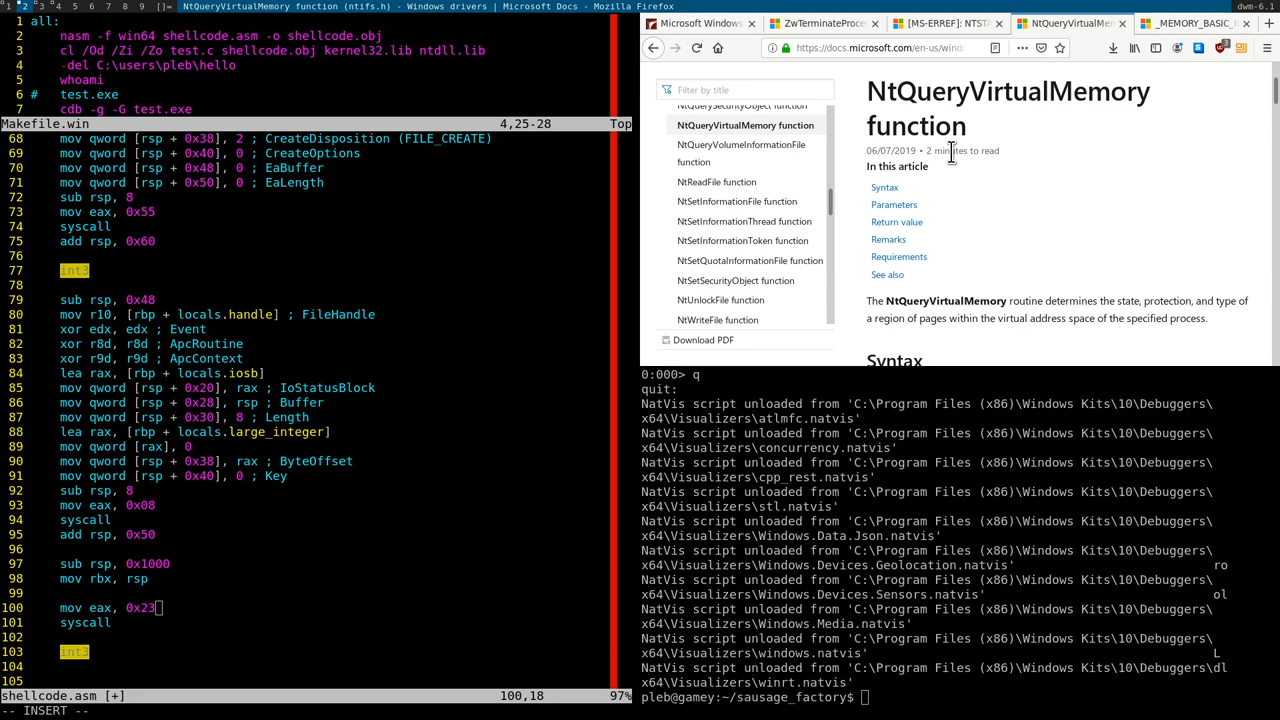 1 2 3 4 5 6 7 8 9 []= NtQueryVirtualMemory function (ntifs.h) - Windows drivers | Microsoft Docs - Mozilla Firefox dwm-6.1
1 all:
2 nasm -f win64 shellcode.asm -o shellcode.obj
3 cl /Od /Zi /Zo test.c shellcode.obj kernel32.lib ntdll.lib
4 -del C:\users\pleb\hello
5 whoami
6 # test.exe
7 cdb -g -G test.exe
Makefile.win 4,25-28 Top
68 mov qword [rsp + 0x38], 2 ; CreateDisposition (FILE_CREATE)
69 mov qword [rsp + 0x40], 0 ; CreateOptions
70 mov qword [rsp + 0x48], 0 ; EaBuffer
71 mov qword [rsp + 0x50], 0 ; EaLength
72 sub rsp, 8
73 mov eax, 0x55
74 syscall
75 add rsp, 0x60
76
77 int3
78
79 sub rsp, 0x48
80 mov r10, [rbp + locals.handle] ; FileHandle
81 xor edx, edx ; Event
82 xor r8d, r8d ; ApcRoutine
83 xor r9d, r9d ; ApcContext
84 lea rax, [rbp + locals.iosb]
85 mov qword [rsp + 0x20], rax ; IoStatusBlock
86 mov qword [rsp + 0x28], rsp ; Buffer
87 mov qword [rsp + 0x30], 8 ; Length
88 lea rax, [rbp + locals.large_integer]
89 mov qword [rax], 0
90 mov qword [rsp + 0x38], rax ; ByteOffset
91 mov qword [rsp + 0x40], 0 ; Key
92 sub rsp, 8
93 mov eax, 0x08
94 syscall
95 add rsp, 0x50
96
97 sub rsp, 0x1000
98 mov rbx, rsp
99
100 mov eax, 0x23
101 syscall
102
103 int3
104
105
shellcode.asm [+] 100,18 97%
-- INSERT --
Microsoft Windows ZwTerminateProce [MS-ERREF]: NTSTA NtQueryVirtualMem _MEMORY_BASIC_I
https://docs.microsoft.com/en-us/wind
3
Filter by title
NtQuerySecurityObject function
NtQueryVirtualMemory function
NtQueryVolumeInformationFile
function
NtReadFile function
NtSetInformationFile function
NtSetInformationThread function
NtSetInformationToken function
NtSetQuotaInformationFile function
NtSetSecurityObject function
NtUnlockFile function
NtWriteFile function
Download PDF
NtQueryVirtualMemory
function
06/07/2019 • 2 minutes to read
In this article
Syntax
Parameters
Return value
Remarks
Requirements
See also
The NtQueryVirtualMemory routine determines the state, protection, and type of
a region of pages within the virtual address space of the specified process.
Syntax
0:000> q
quit:
NatVis script unloaded from 'C:\Program Files (x86)\Windows Kits\10\Debuggers\
x64\Visualizers\atlmfc.natvis'
NatVis script unloaded from 'C:\Program Files (x86)\Windows Kits\10\Debuggers\
x64\Visualizers\concurrency.natvis'
NatVis script unloaded from 'C:\Program Files (x86)\Windows Kits\10\Debuggers\
x64\Visualizers\cpp_rest.natvis'
NatVis script unloaded from 'C:\Program Files (x86)\Windows Kits\10\Debuggers\
x64\Visualizers\stl.natvis'
NatVis script unloaded from 'C:\Program Files (x86)\Windows Kits\10\Debuggers\
x64\Visualizers\Windows.Data.Json.natvis'
NatVis script unloaded from 'C:\Program Files (x86)\Windows Kits\10\Debuggers\
x64\Visualizers\Windows.Devices.Geolocation.natvis' ro
NatVis script unloaded from 'C:\Program Files (x86)\Windows Kits\10\Debuggers\
x64\Visualizers\Windows.Devices.Sensors.natvis' ol
NatVis script unloaded from 'C:\Program Files (x86)\Windows Kits\10\Debuggers\
x64\Visualizers\Windows.Media.natvis'
NatVis script unloaded from 'C:\Program Files (x86)\Windows Kits\10\Debuggers\
x64\Visualizers\windows.natvis' L
NatVis script unloaded from 'C:\Program Files (x86)\Windows Kits\10\Debuggers\dl
x64\Visualizers\winrt.natvis'
pleb@gamey:~/sausage_factory$